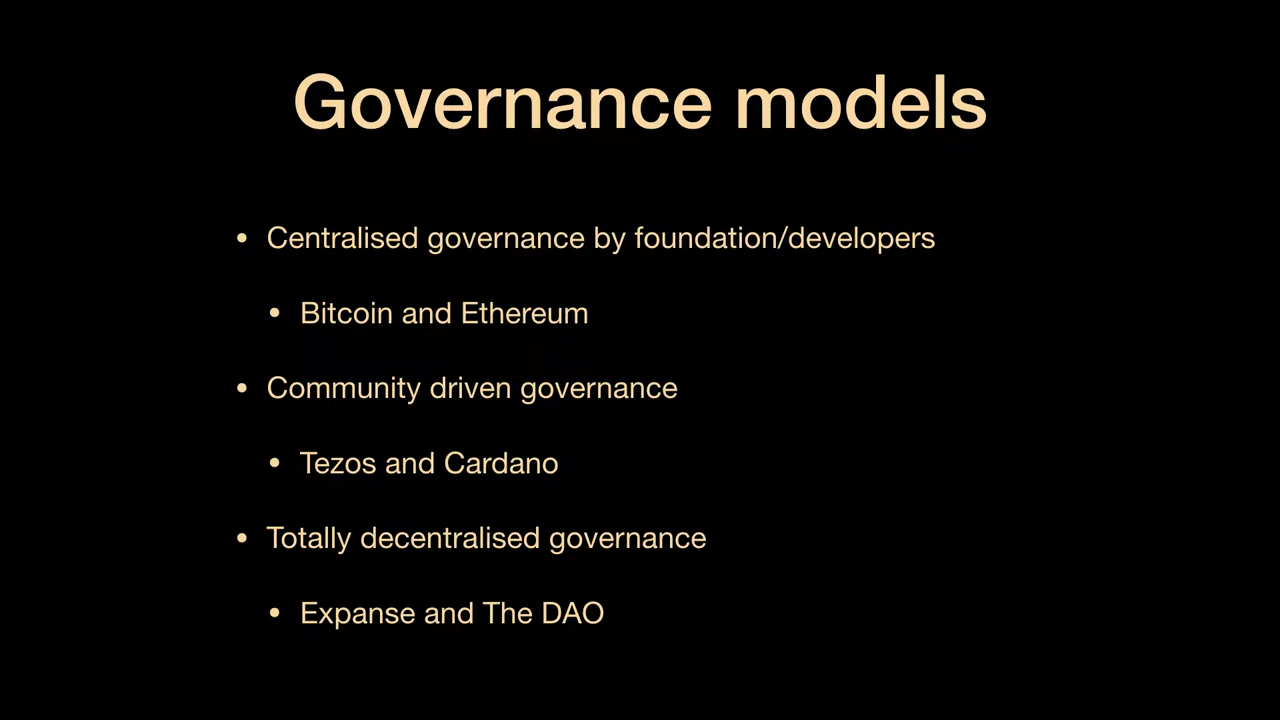 Governance models
• Centralised governance by foundation/developers
• Bitcoin and Ethereum
• Community driven governance
• Tezos and Cardano
• Totally decentralised governance
• Expanse and The DAO